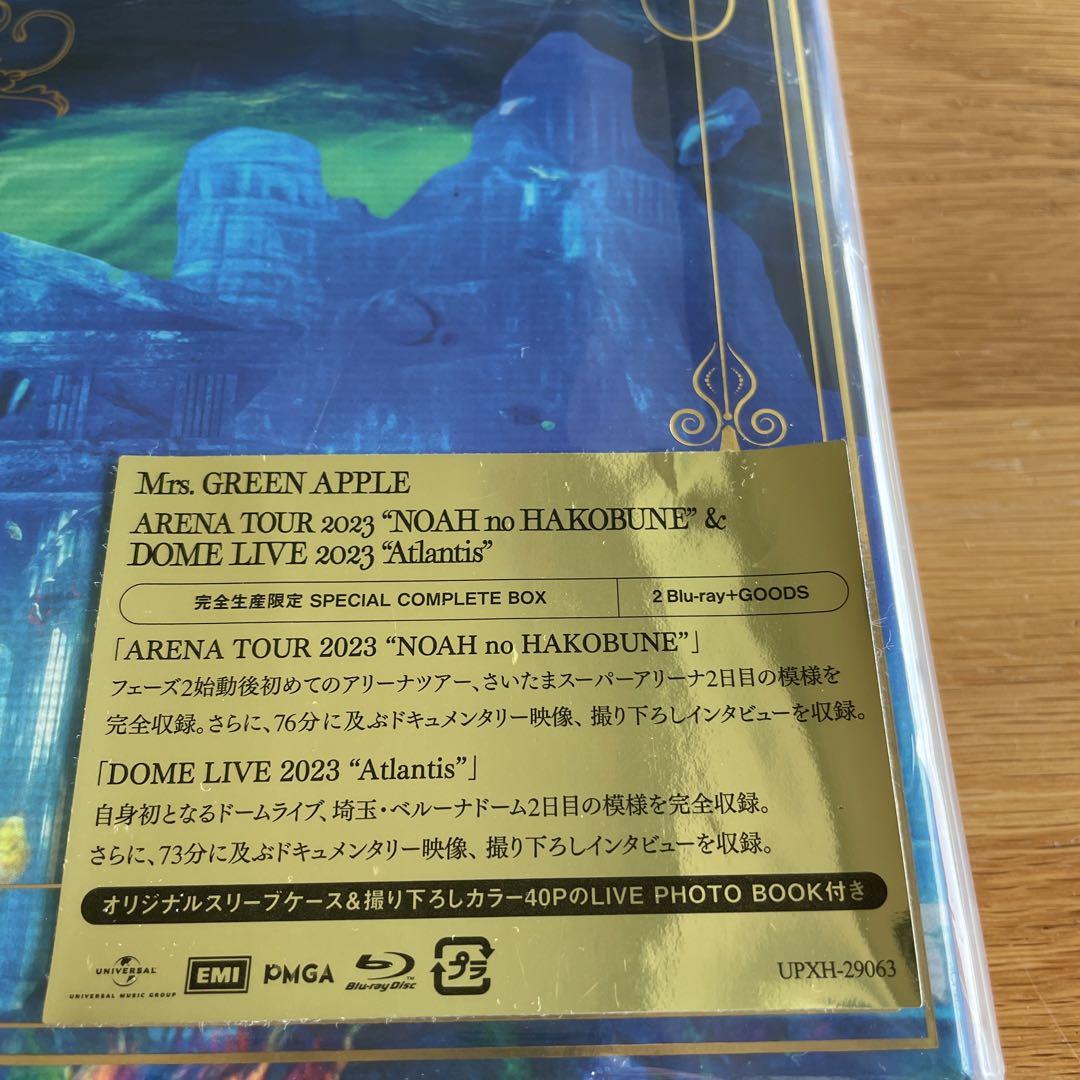 Mrs. GREEN APPLE
ARENA TOUR 2023 “NOAH no HAKOBUNE” &
DOME LIVE 2023 “Atlantis”
完全生産限定 SPECIAL COMPLETE BOX 2 Blu-ray+GOODS
「ARENA TOUR 2023 “NOAH no HAKOBUNE”」
フェーズ2始動後初めてのアリーナツアー、さいたまスーパーアリーナ2日目の模様を
完全収録。さらに、76分に及ぶドキュメンタリー映像、撮り下ろしインタビューを収録。
「DOME LIVE 2023 “Atlantis”」
自身初となるドームライブ、埼玉・ベルーナドーム2日目の模様を完全収録。
さらに、73分に及ぶドキュメンタリー映像、撮り下ろしインタビューを収録。
オリジナルスリーブケース&撮り下ろしカラー40PのLIVE PHOTO BOOK付き
UNIVERSAL
UNIVERSAL MUSIC GROUP
EMI
PMGA
Blu-ray Disc™
プラ
UPXH-29063